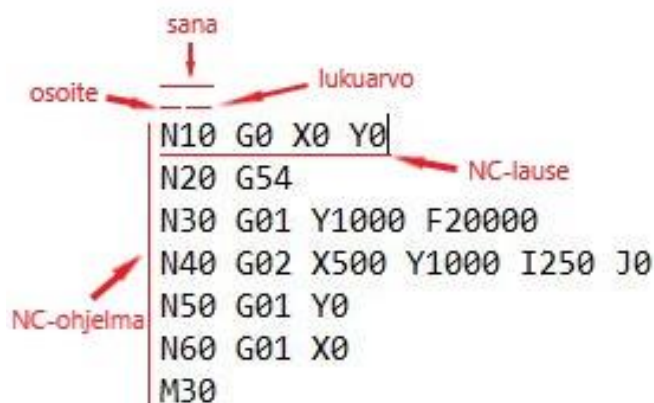 sana
osoite
lukuarvo
N10 G0 X0 Y0
NC-lause
N20 G54
N30 G01 Y1000 F20000
N40 G02 X500 Y1000 I250 J0
NC-ohjelma
N50 G01 Y0
N60 G01 X0
M30